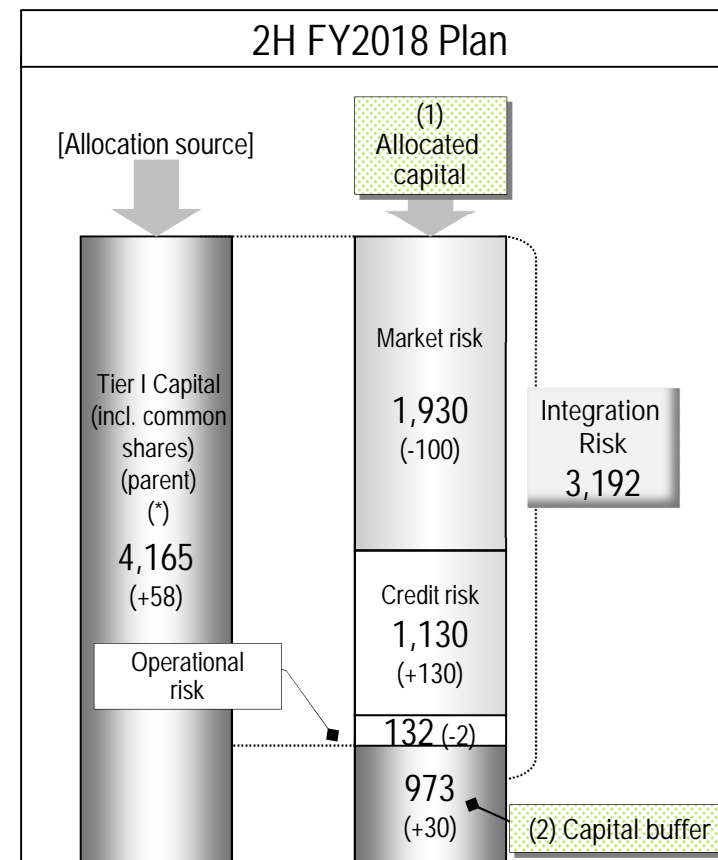 2H FY2018 Plan
[Allocation source]
(1)
Allocated
capital
Tier I Capital
(incl. common
shares)
(parent)
(*)
4,165
(+58)
Market risk
1,930
(-100)
Integration
Risk
3,192
Credit risk
1,130
(+130)
Operational
risk
132 (-2)
973
(+30)
(2) Capital buffer